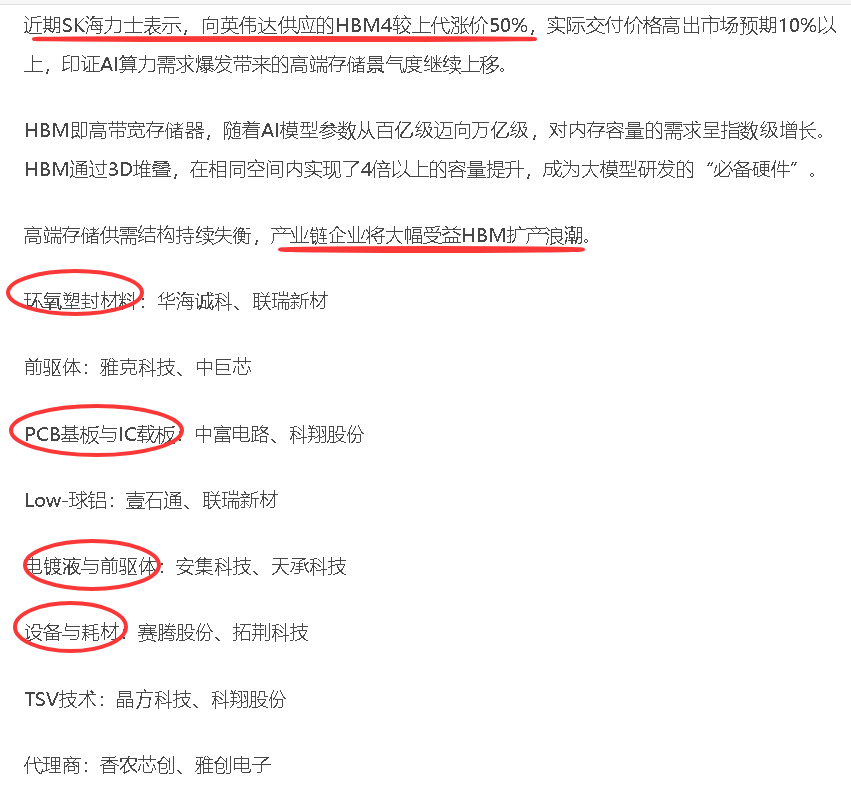 近期SK海力士表示，向英伟达供应的HBM4较上代涨价50%，实际交付价格高出市场预期10%以
上，印证AI算力需求爆发带来的高端存储景气度继续上移。
HBM即高带宽存储器，随着AI模型参数从百亿级迈向万亿级，对内存容量的需求呈指数级增长。
HBM通过3D堆叠，在相同空间内实现了4倍以上的容量提升，成为大模型研发的“必备硬件”。
高端存储供需结构持续失衡，产业链企业将大幅受益HBM扩产浪潮。
环氧塑封材料：华海诚科、联瑞新材
前驱体：雅克科技、中巨芯
PCB基板与IC载板：中富电路、科翔股份
Low-球铝：壹石通、联瑞新材
电镀液与前驱体：安集科技、天承科技
设备与耗材：赛腾股份、拓荆科技
TSV技术：晶方科技、科翔股份
代理商：香农芯创、雅创电子